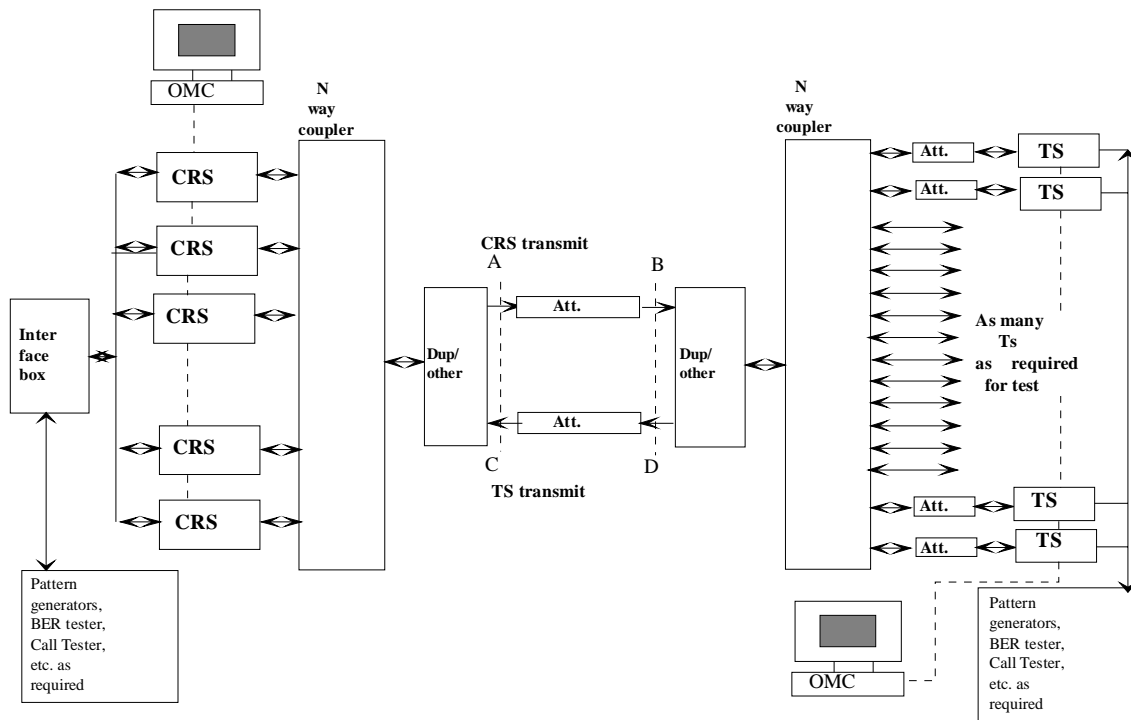 OMC
N
way
coupler
CRS
CRS
CRS
CRS
CRS
Inter
face
box
Pattern
generators,
BER tester,
Call Tester,
etc. as
required
Dup/
other
CRS transmit
A
B
Att.
Att.
C
D
TS transmit
Dup/
other
N
way
coupler
Att.
TS
Att.
TS
As many
Ts
as required
for test
Att.
TS
Att.
TS
OMC
Pattern
generators,
BER tester,
Call Tester,
etc. as
required